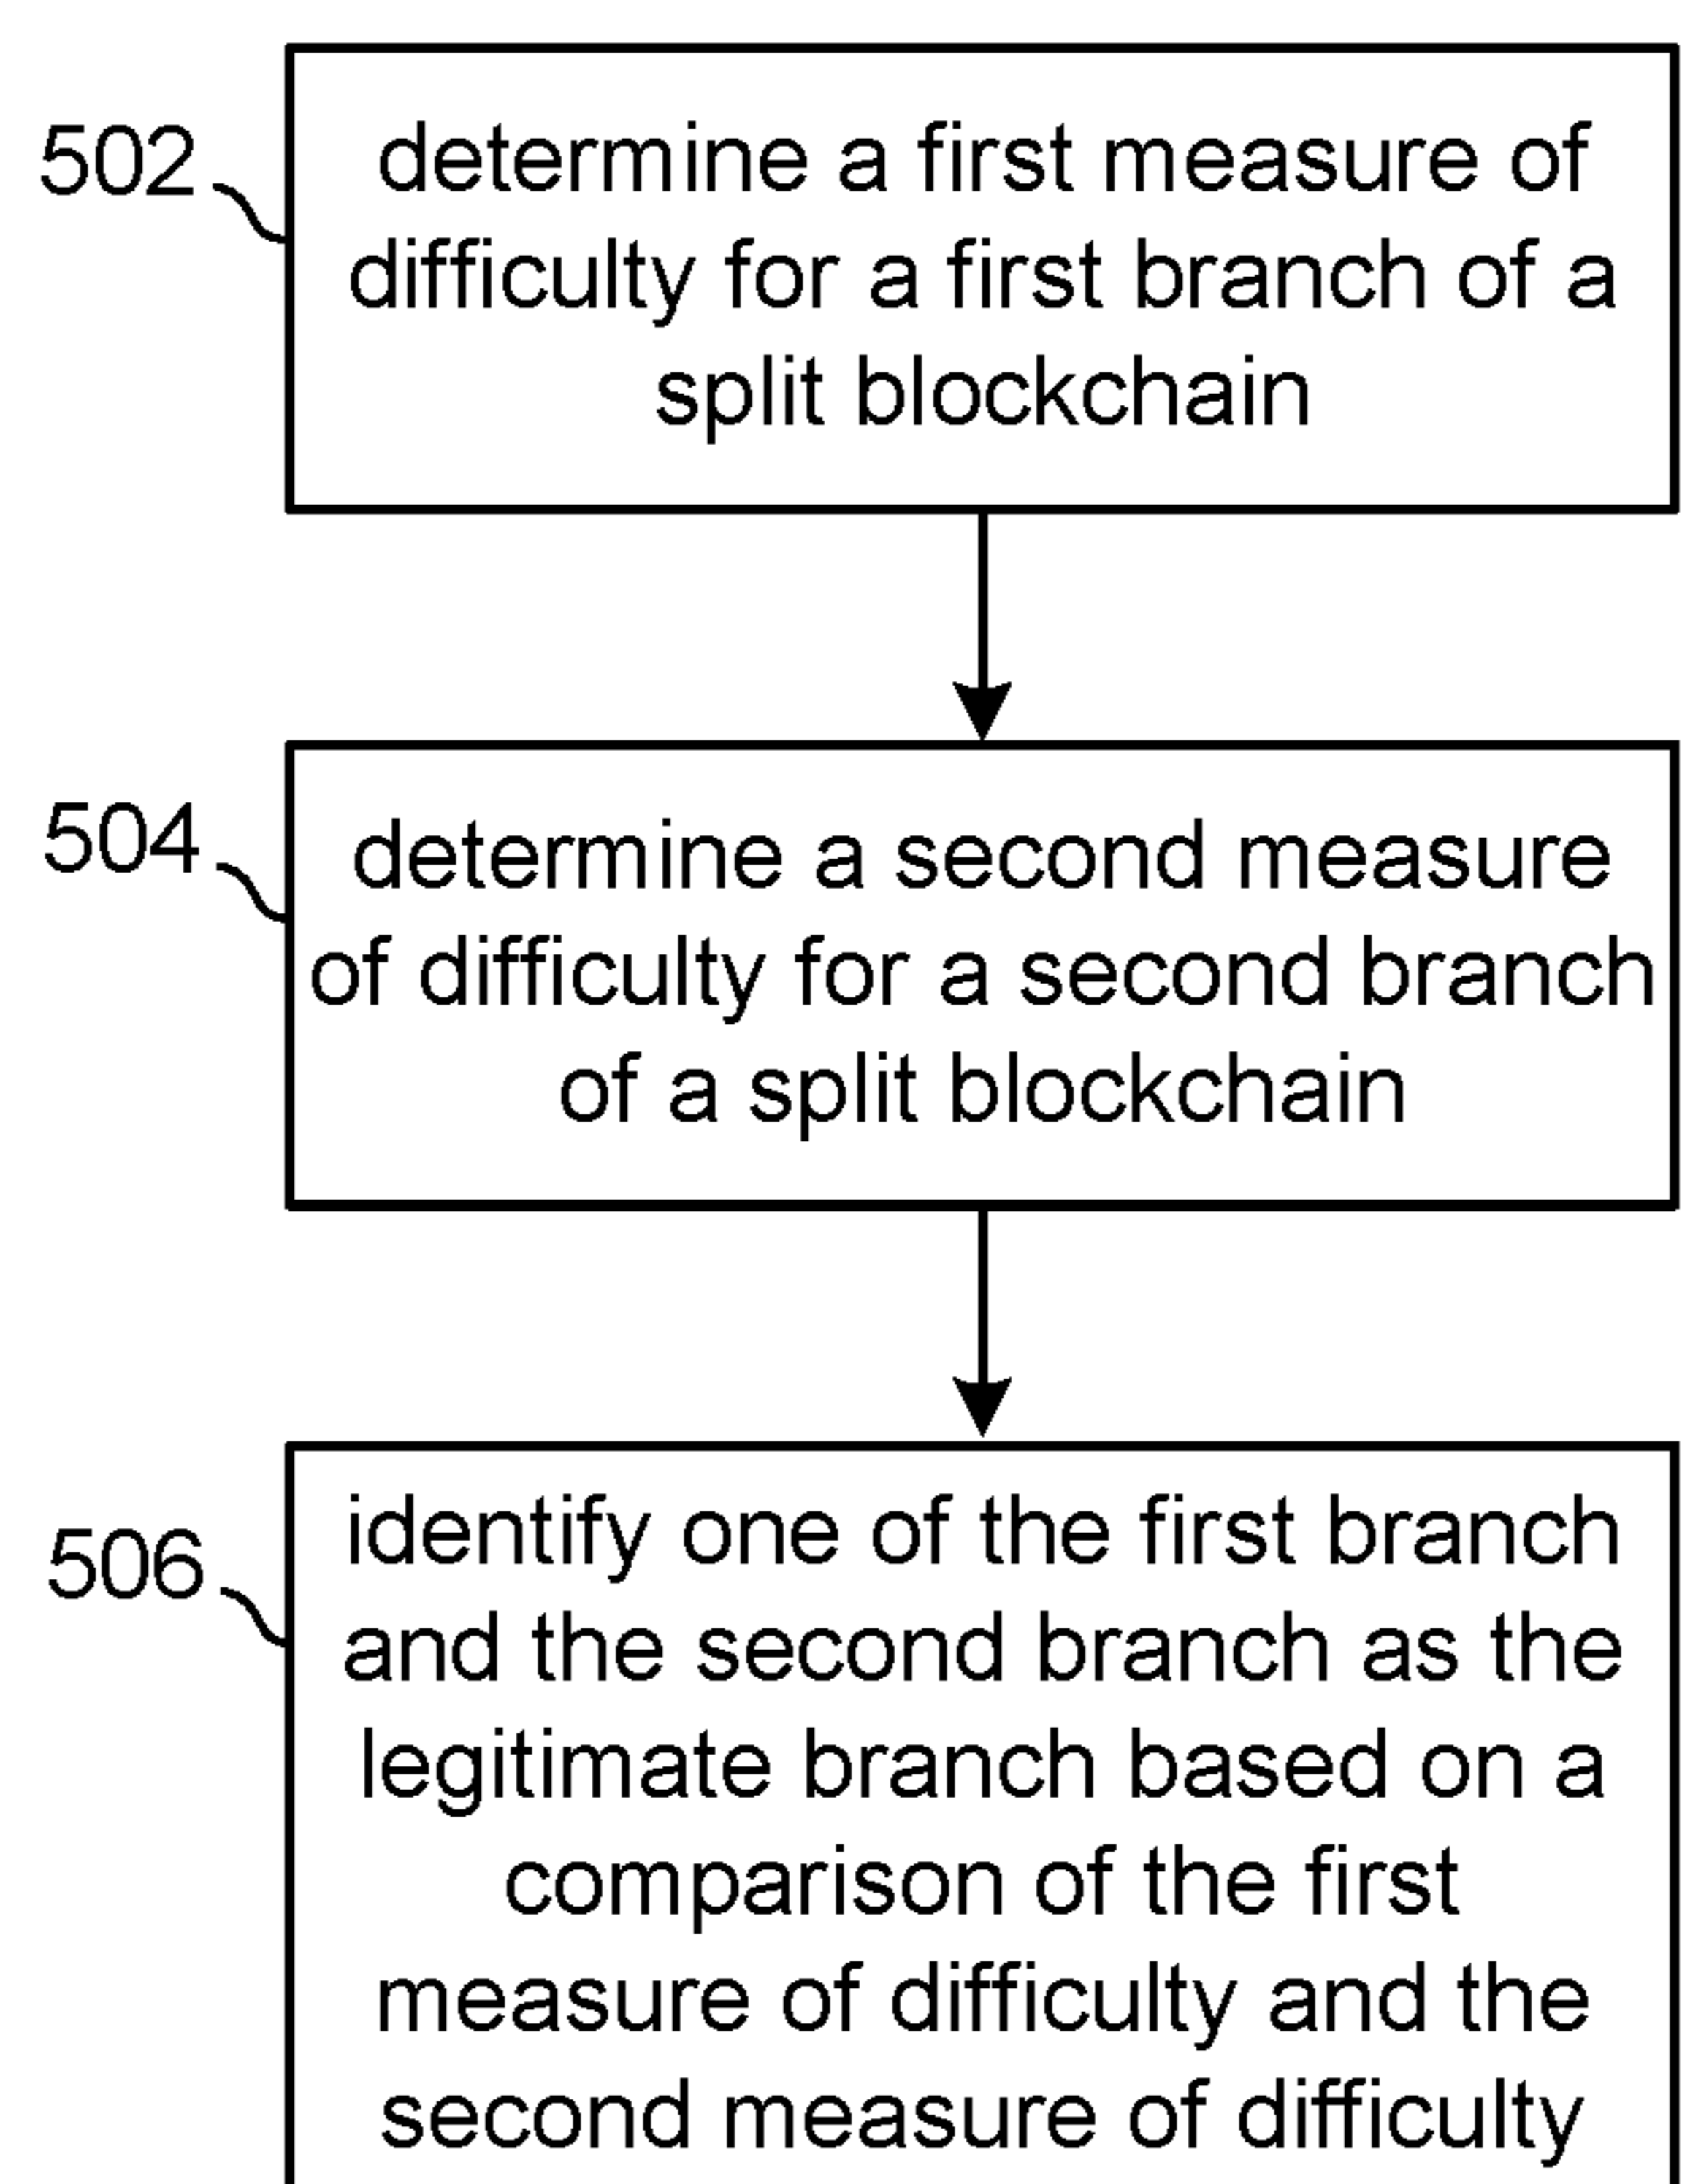 502
determine a first measure of
difficulty for a first branch of a
split blockchain
504
determine a second measure
of difficulty for a second branch
of a split blockchain
506
identify one of the first branch
and the second branch as the
legitimate branch based on a
comparison of the first
measure of difficulty and the
second measure of difficulty